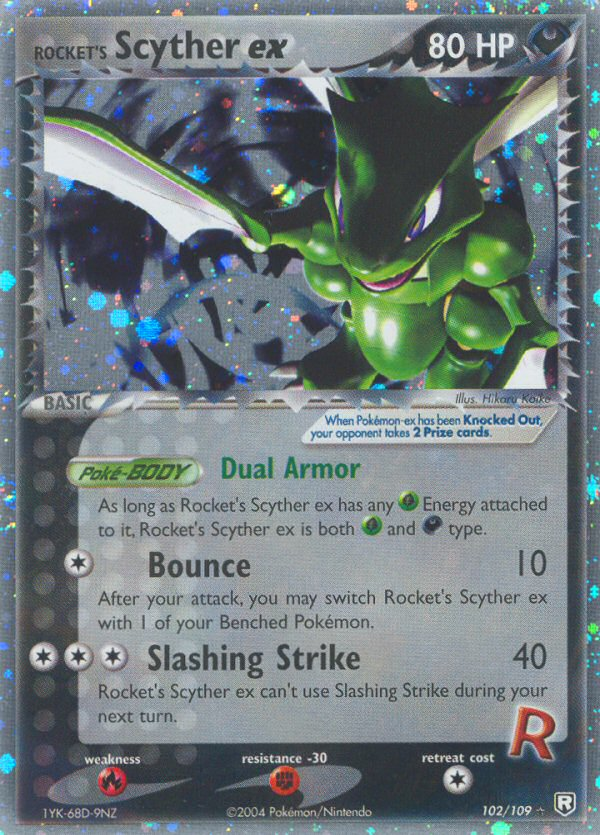 ROCKET'S Scyther ex 80 HP
BASIC
Illus. Hikaru Koike
When Pokémon-ex has been Knocked Out,
your opponent takes 2 Prize cards.
Poké-BODY Dual Armor
As long as Rocket's Scyther ex has any Energy attached
to it, Rocket's Scyther ex is both and type.
Bounce 10
After your attack, you may switch Rocket's Scyther ex
with 1 of your Benched Pokémon.
Slashing Strike 40
Rocket's Scyther ex can't use Slashing Strike during your
next turn.
R
weakness resistance -30 retreat cost
1YK-68D-9NZ ©2004 Pokémon/Nintendo 102/109 R